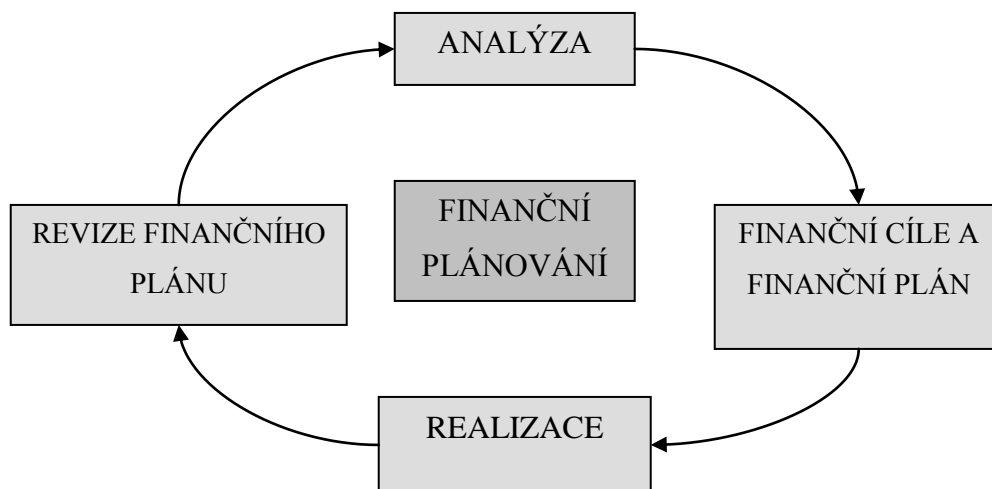 ANALÝZA
FINANČNÍ
PLÁNOVÁNÍ
REVIZE FINANČNÍHO
PLÁNU
FINANČNÍ CÍLE A
FINANČNÍ PLÁN
REALIZACE